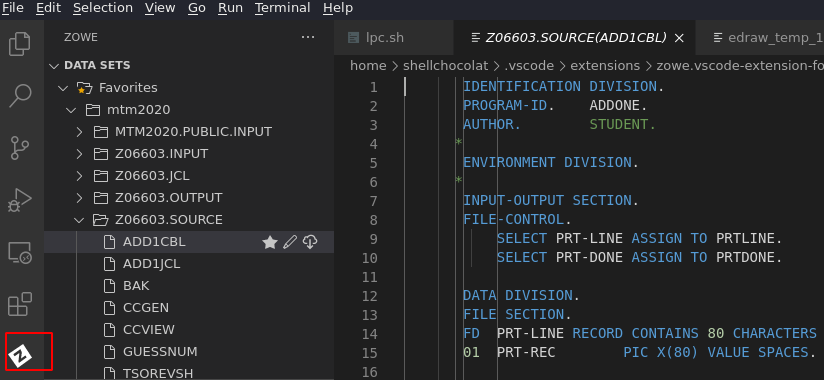 File Edit Selection View Go Run Terminal Help
ZOWE ...
lpc.sh
Z06603.SOURCE(ADD1CBL) ×
edraw_temp_1
DATA SETS
Favorites
mtm2020
MTM2020.PUBLIC.INPUT
Z06603.INPUT
Z06603.JCL
Z06603.OUTPUT
Z06603.SOURCE
ADD1CBL
ADD1JCL
BAK
CCGEN
CCVIEW
GUESSNUM
TSOREVSH
home > shellchocolat > .vscode > extensions > zowe.vscode-extension-fo
1 IDENTIFICATION DIVISION.
2 PROGRAM-ID. ADDONE.
3 AUTHOR. STUDENT.
4 *
5 ENVIRONMENT DIVISION.
6 *
7 INPUT-OUTPUT SECTION.
8 FILE-CONTROL.
9 SELECT PRT-LINE ASSIGN TO PRTLINE.
10 SELECT PRT-DONE ASSIGN TO PRTDONE.
11
12 DATA DIVISION.
13 FILE SECTION.
14 FD PRT-LINE RECORD CONTAINS 80 CHARACTERS
15 01 PRT-REC PIC X(80) VALUE SPACES.
16
Z